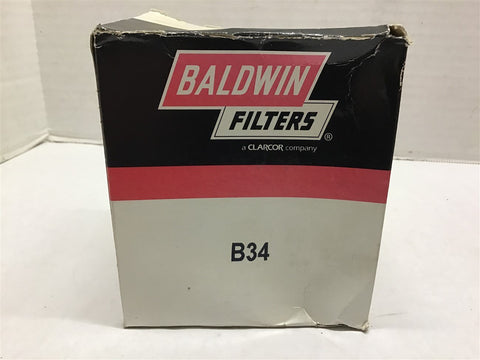 BALDWIN
FILTERS®
a CLARCOR company
B34